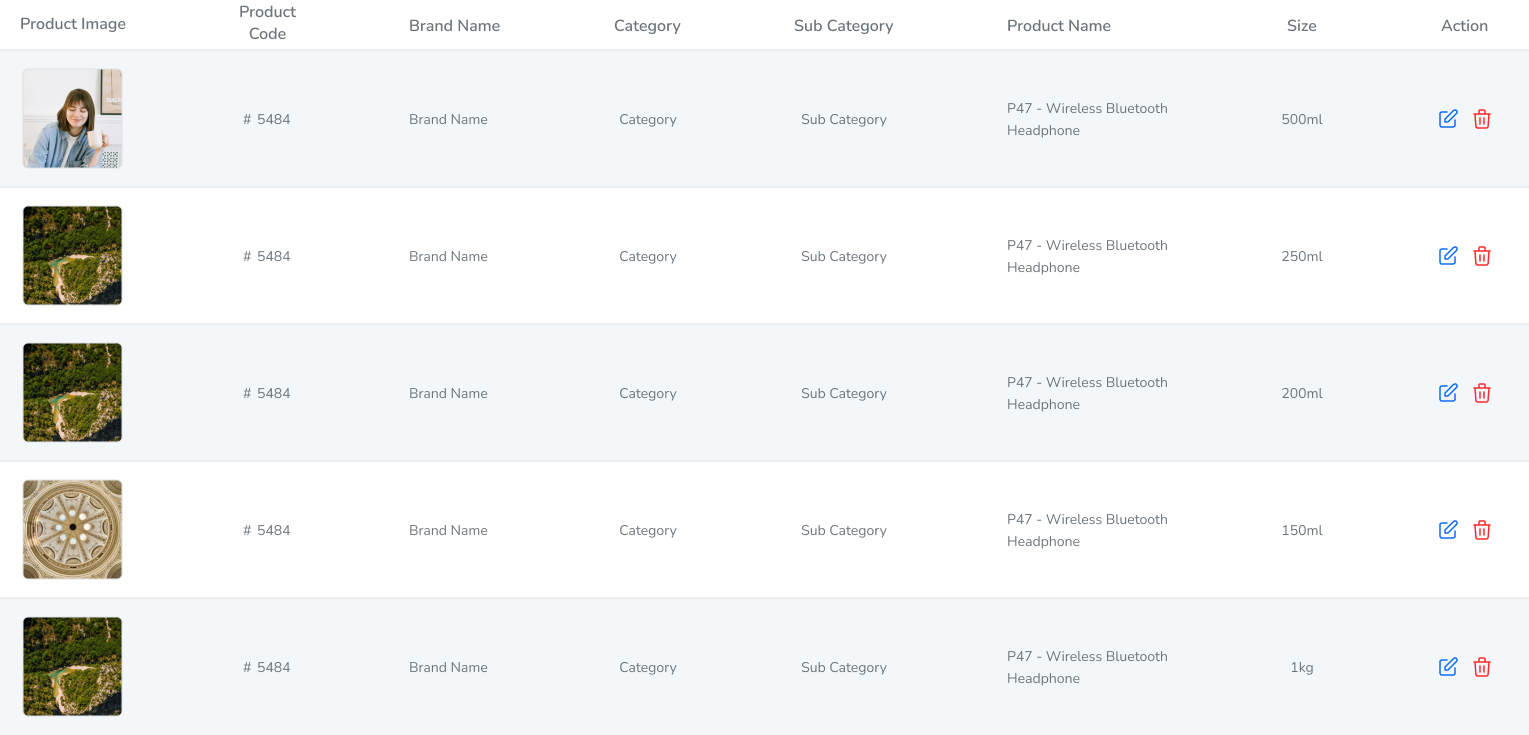 Product Image
Product
Code
Brand Name
Category
Sub Category
Product Name
Size
Action
# 5484
Brand Name
Category
Sub Category
P47 - Wireless Bluetooth
Headphone
500ml
# 5484
Brand Name
Category
Sub Category
P47 - Wireless Bluetooth
Headphone
250ml
# 5484
Brand Name
Category
Sub Category
P47 - Wireless Bluetooth
Headphone
200ml
# 5484
Brand Name
Category
Sub Category
P47 - Wireless Bluetooth
Headphone
150ml
# 5484
Brand Name
Category
Sub Category
P47 - Wireless Bluetooth
Headphone
1kg